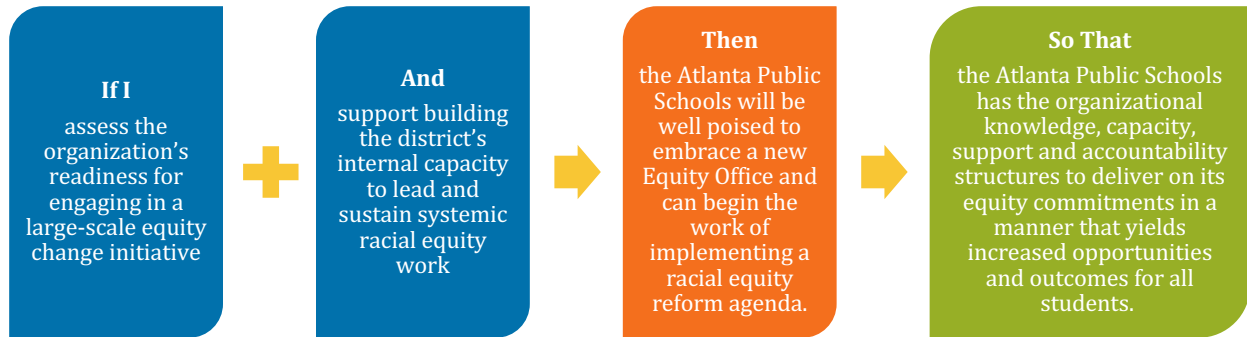 If I
assess the
organization's
readiness for
engaging in a
large-scale equity
change initiative
And
support building
the district's
internal capacity
to lead and
sustain systemic
racial equity
work
Then
the Atlanta Public
Schools will be
well poised to
embrace a new
Equity Office and
can begin the
work of
implementing a
racial equity
reform agenda.
So That
the Atlanta Public Schools
has the organizational
knowledge, capacity,
support and accountability
structures to deliver on its
equity commitments in a
manner that yields
increased opportunities
and outcomes for all
students.